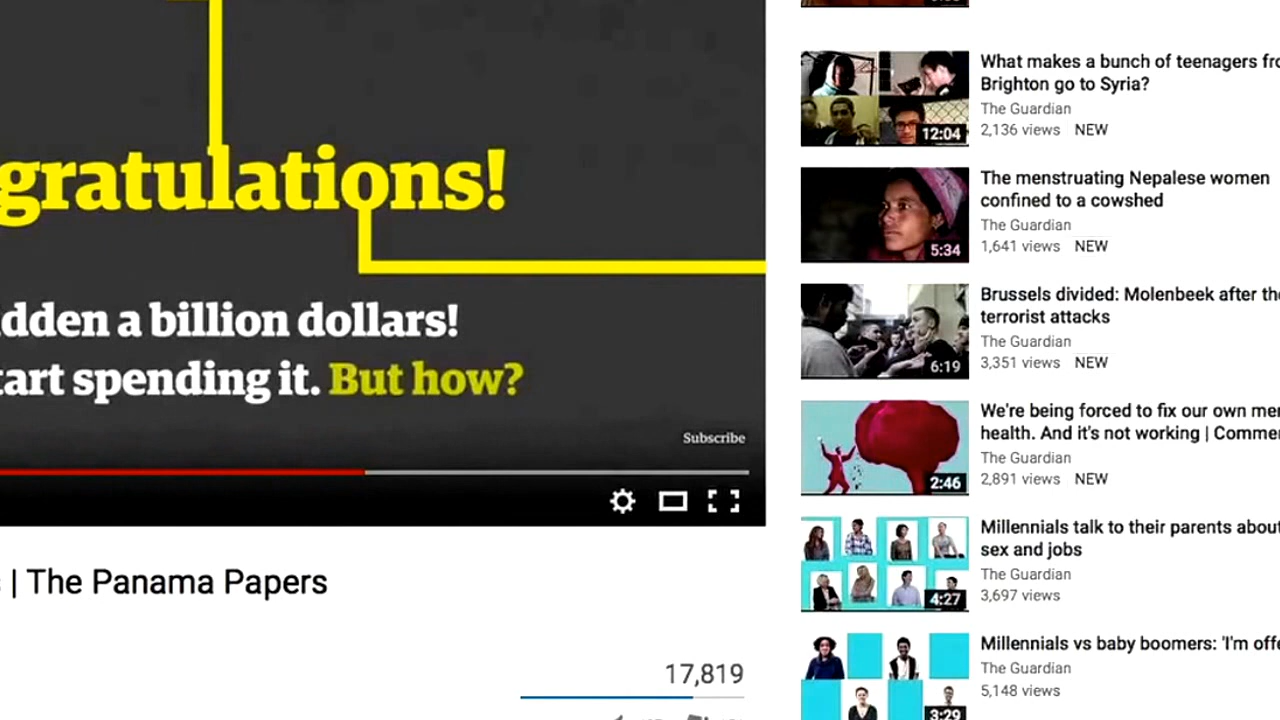 gratulations!
dden a billion dollars!
tart spending it. But how?
Subscribe
| The Panama Papers
17,819
12:04
What makes a bunch of teenagers fro
Brighton go to Syria?
The Guardian
2,136 views NEW
5:34
The menstruating Nepalese women
confined to a cowshed
The Guardian
1,641 views NEW
6:19
Brussels divided: Molenbeek after the
terrorist attacks
The Guardian
3,351 views NEW
2:46
We're being forced to fix our own men
health. And it's not working | Commen
The Guardian
2,891 views NEW
4:27
Millennials talk to their parents about
sex and jobs
The Guardian
3,697 views
3:29
Millennials vs baby boomers: 'I'm offe
The Guardian
5,148 views